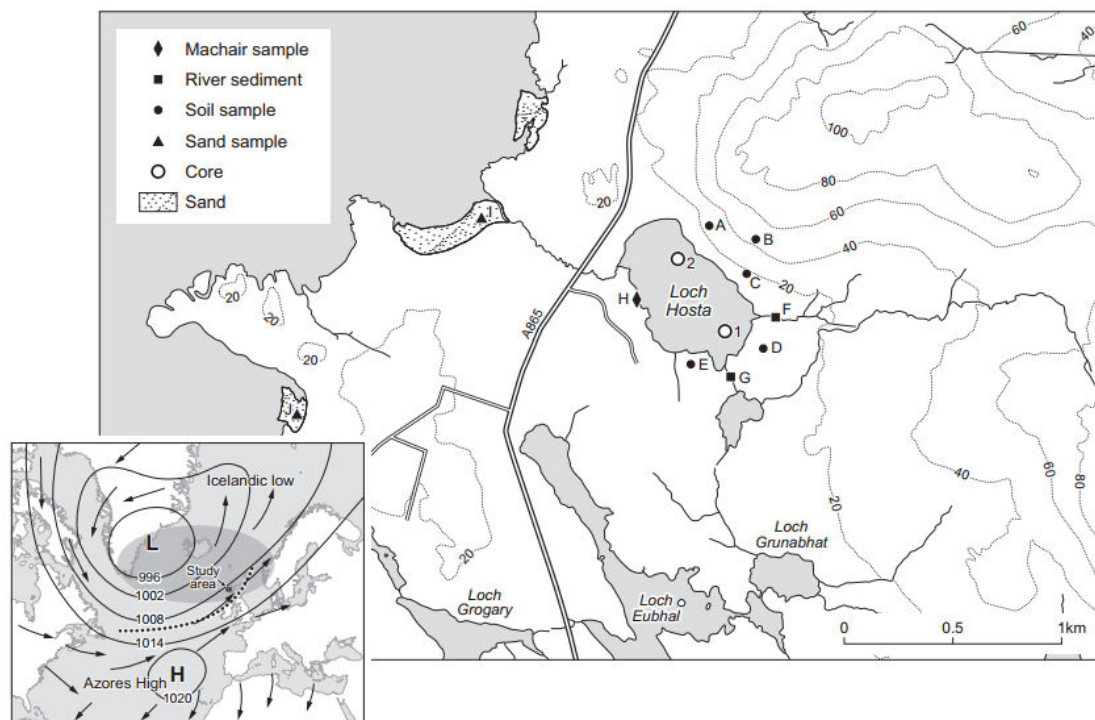 Machair sample
River sediment
Soil sample
Sand sample
Core
Sand
60
40
100
80
60
40
20
20
I
A
B
C
2
Loch
Hosta
H
F
1
D
E
G
A865
20
20
20
J
20
20
40
60
80
Loch
Grunabhat
Loch
Grogary
Loch
Eubhal
0
0.5
1km
Icelandic low
L
996
Study
area
1002
1008
1014
Azores High
H
1020